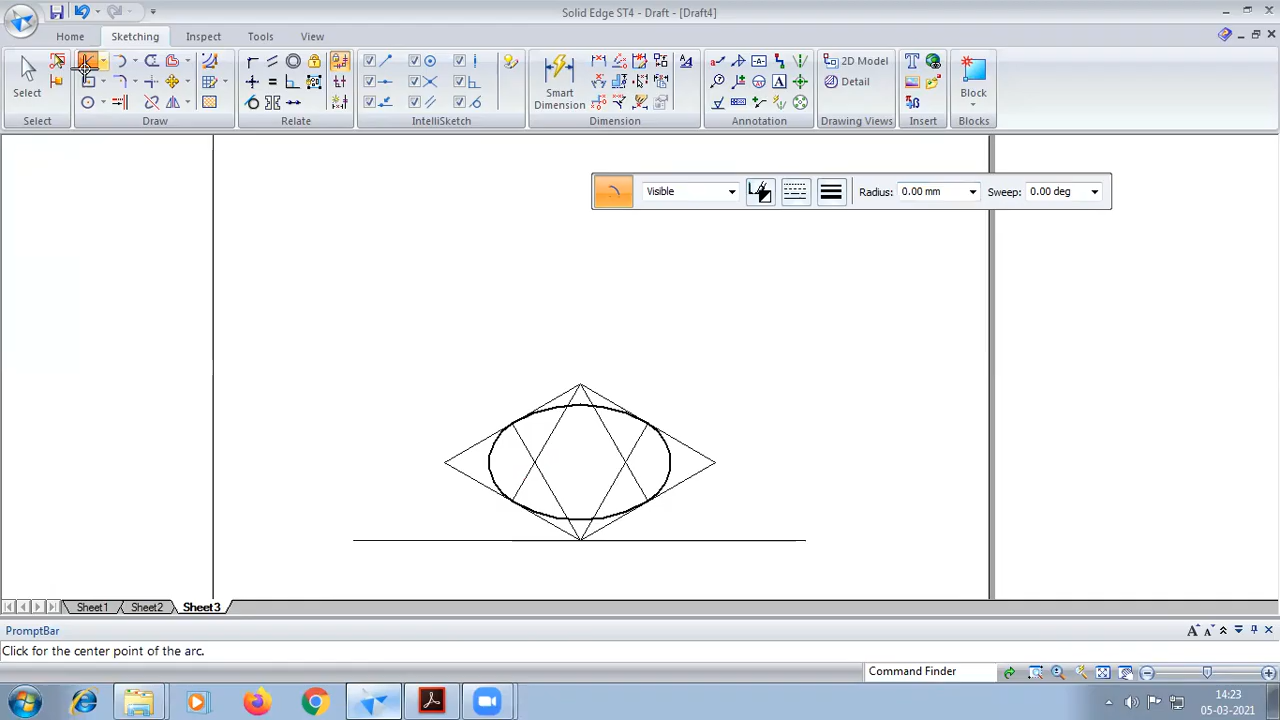 Solid Edge ST4 - Draft - [Draft4]
Home Sketching Inspect Tools View
Select
Smart Dimension
2D Model
Detail
Block
Select Draw Relate IntelliSketch Dimension Annotation Drawing Views Insert Blocks
Visible Radius: 0.00 mm Sweep: 0.00 deg
Sheet1 Sheet2 Sheet3
PromptBar
Click for the center point of the arc.
Command Finder
14:23
05-03-2021